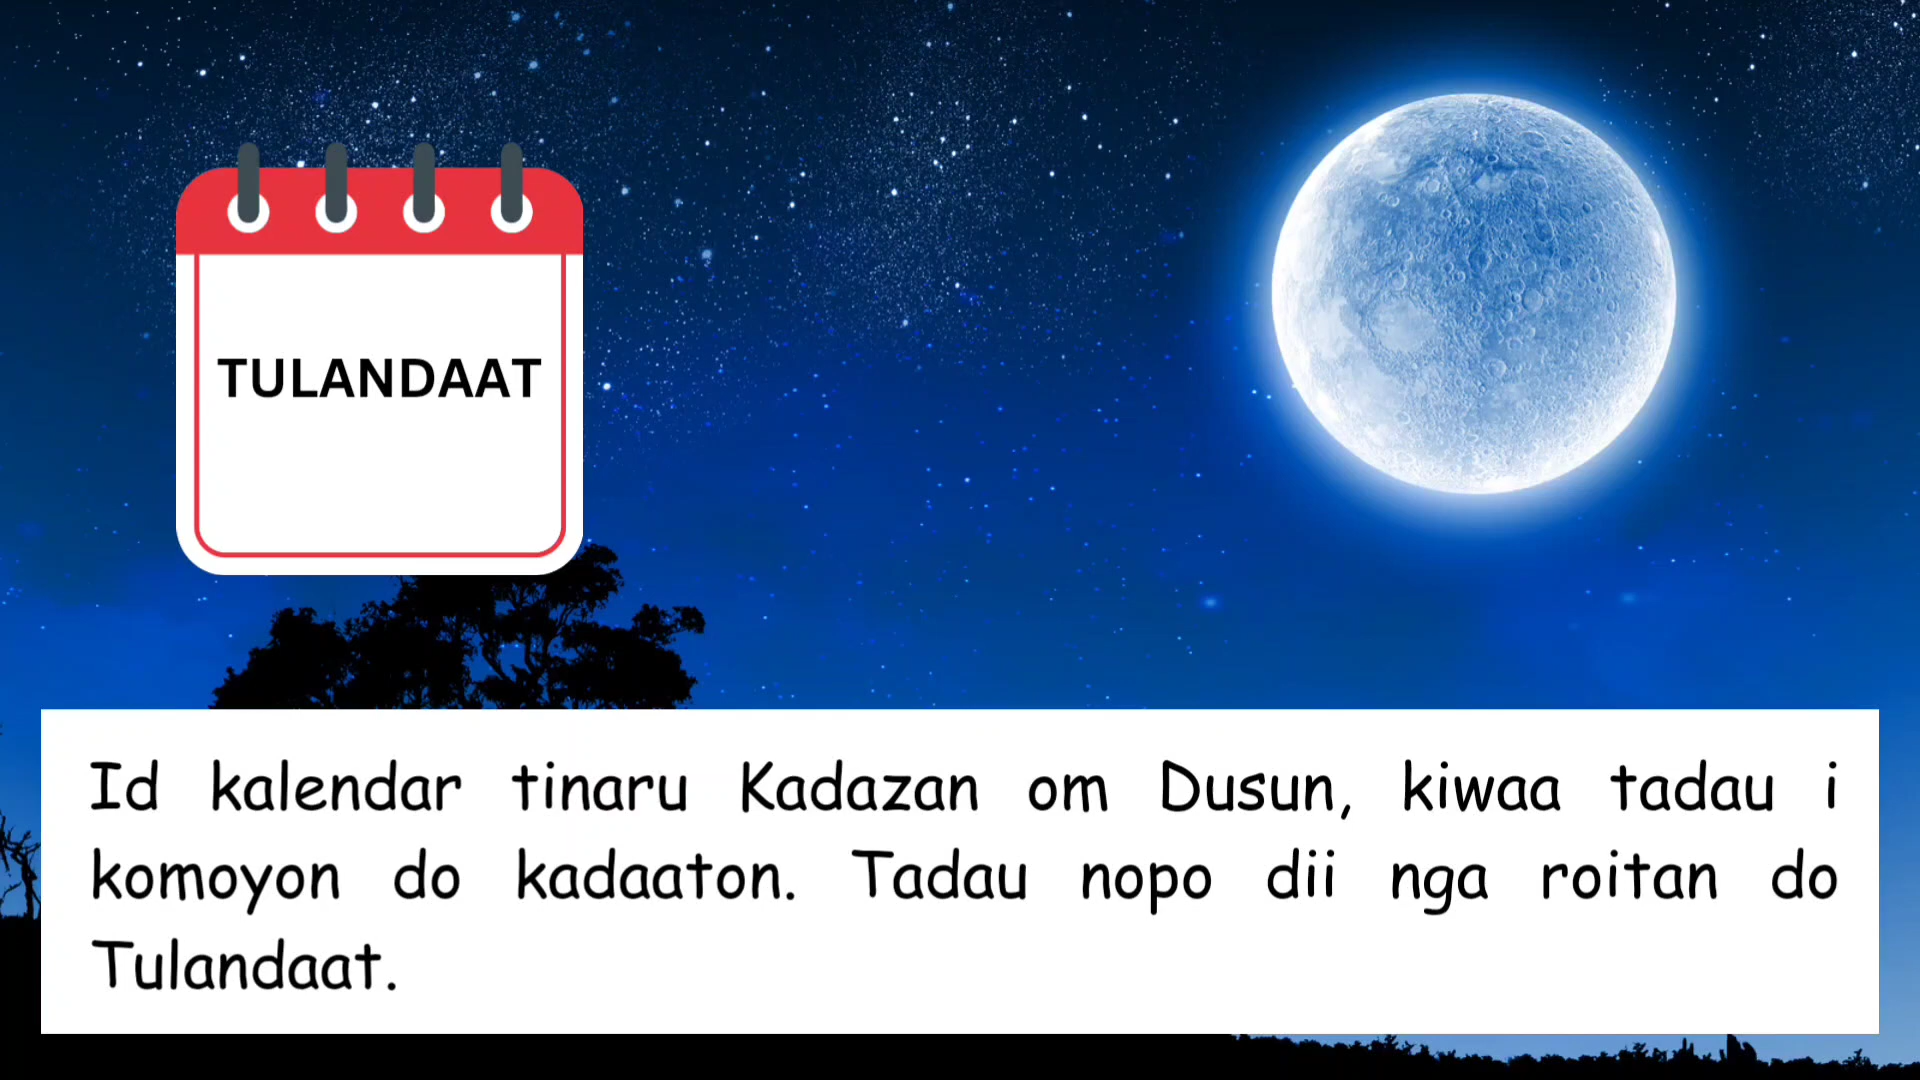 TULANDAAT
Id kalendar tinaru Kadazan om Dusun, kiwaa tadau i
komoyon do kadaaton. Tadau nopo dii nga roitan do
Tulandaat.